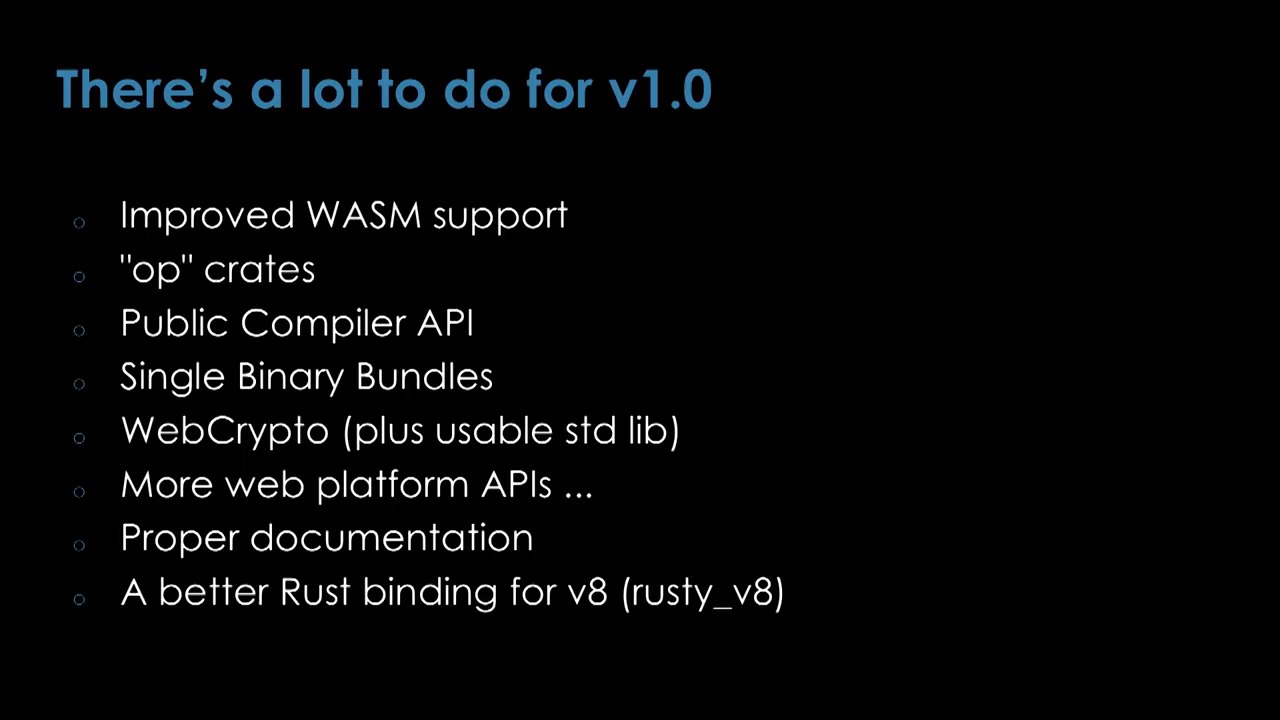 There’s a lot to do for v1.0
Improved WASM support
"op" crates
Public Compiler API
Single Binary Bundles
WebCrypto (plus usable std lib)
More web platform APIs ...
Proper documentation
A better Rust binding for v8 (rusty_v8)